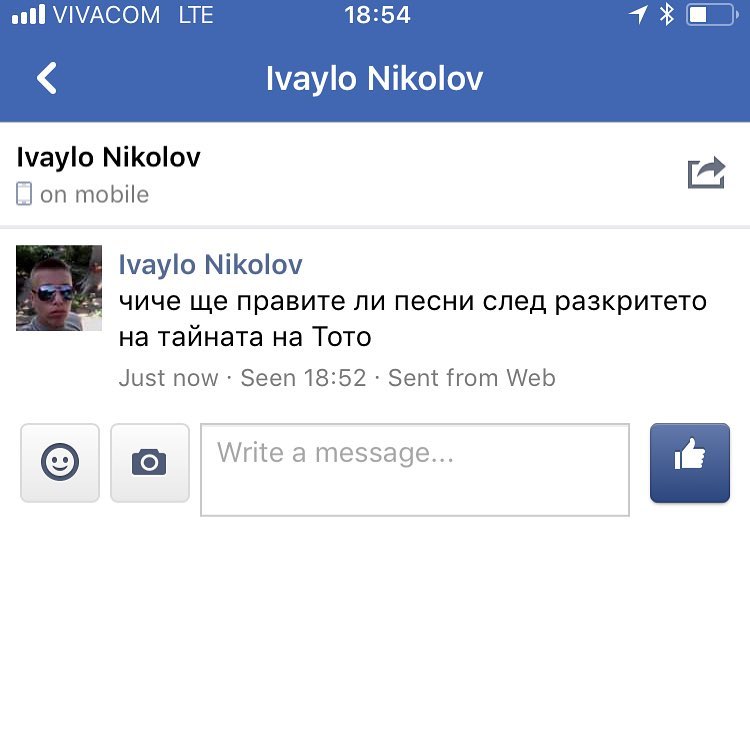 VIVACOM LTE 18:54
Ivaylo Nikolov
Ivaylo Nikolov
on mobile
Ivaylo Nikolov
чиче ще правите ли песни след разкритето
на тайната на Тото
Just now · Seen 18:52 · Sent from Web
Write a message...